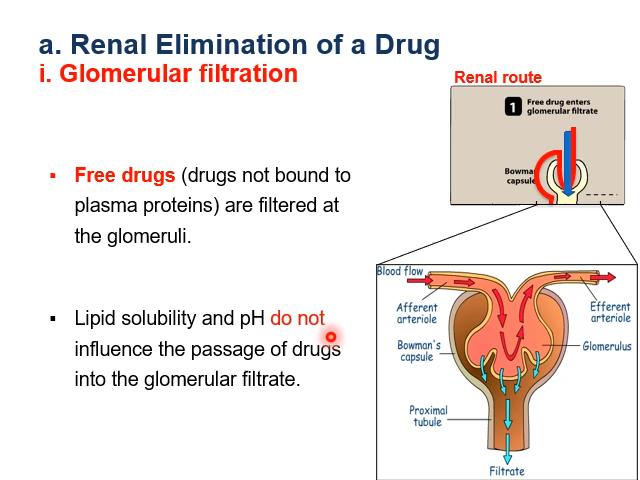 a. Renal Elimination of a Drug
i. Glomerular filtration
Renal route
1 Free drug enters
glomerular filtrate
Bowman
capsule
▪ Free drugs (drugs not bound to
plasma proteins) are filtered at
the glomeruli.
▪ Lipid solubility and pH do not
influence the passage of drugs
into the glomerular filtrate.
Blood flow
Afferent
arteriole
Efferent
arteriole
Bowman's
capsule
Glomerulus
Proximal
tubule
Filtrate